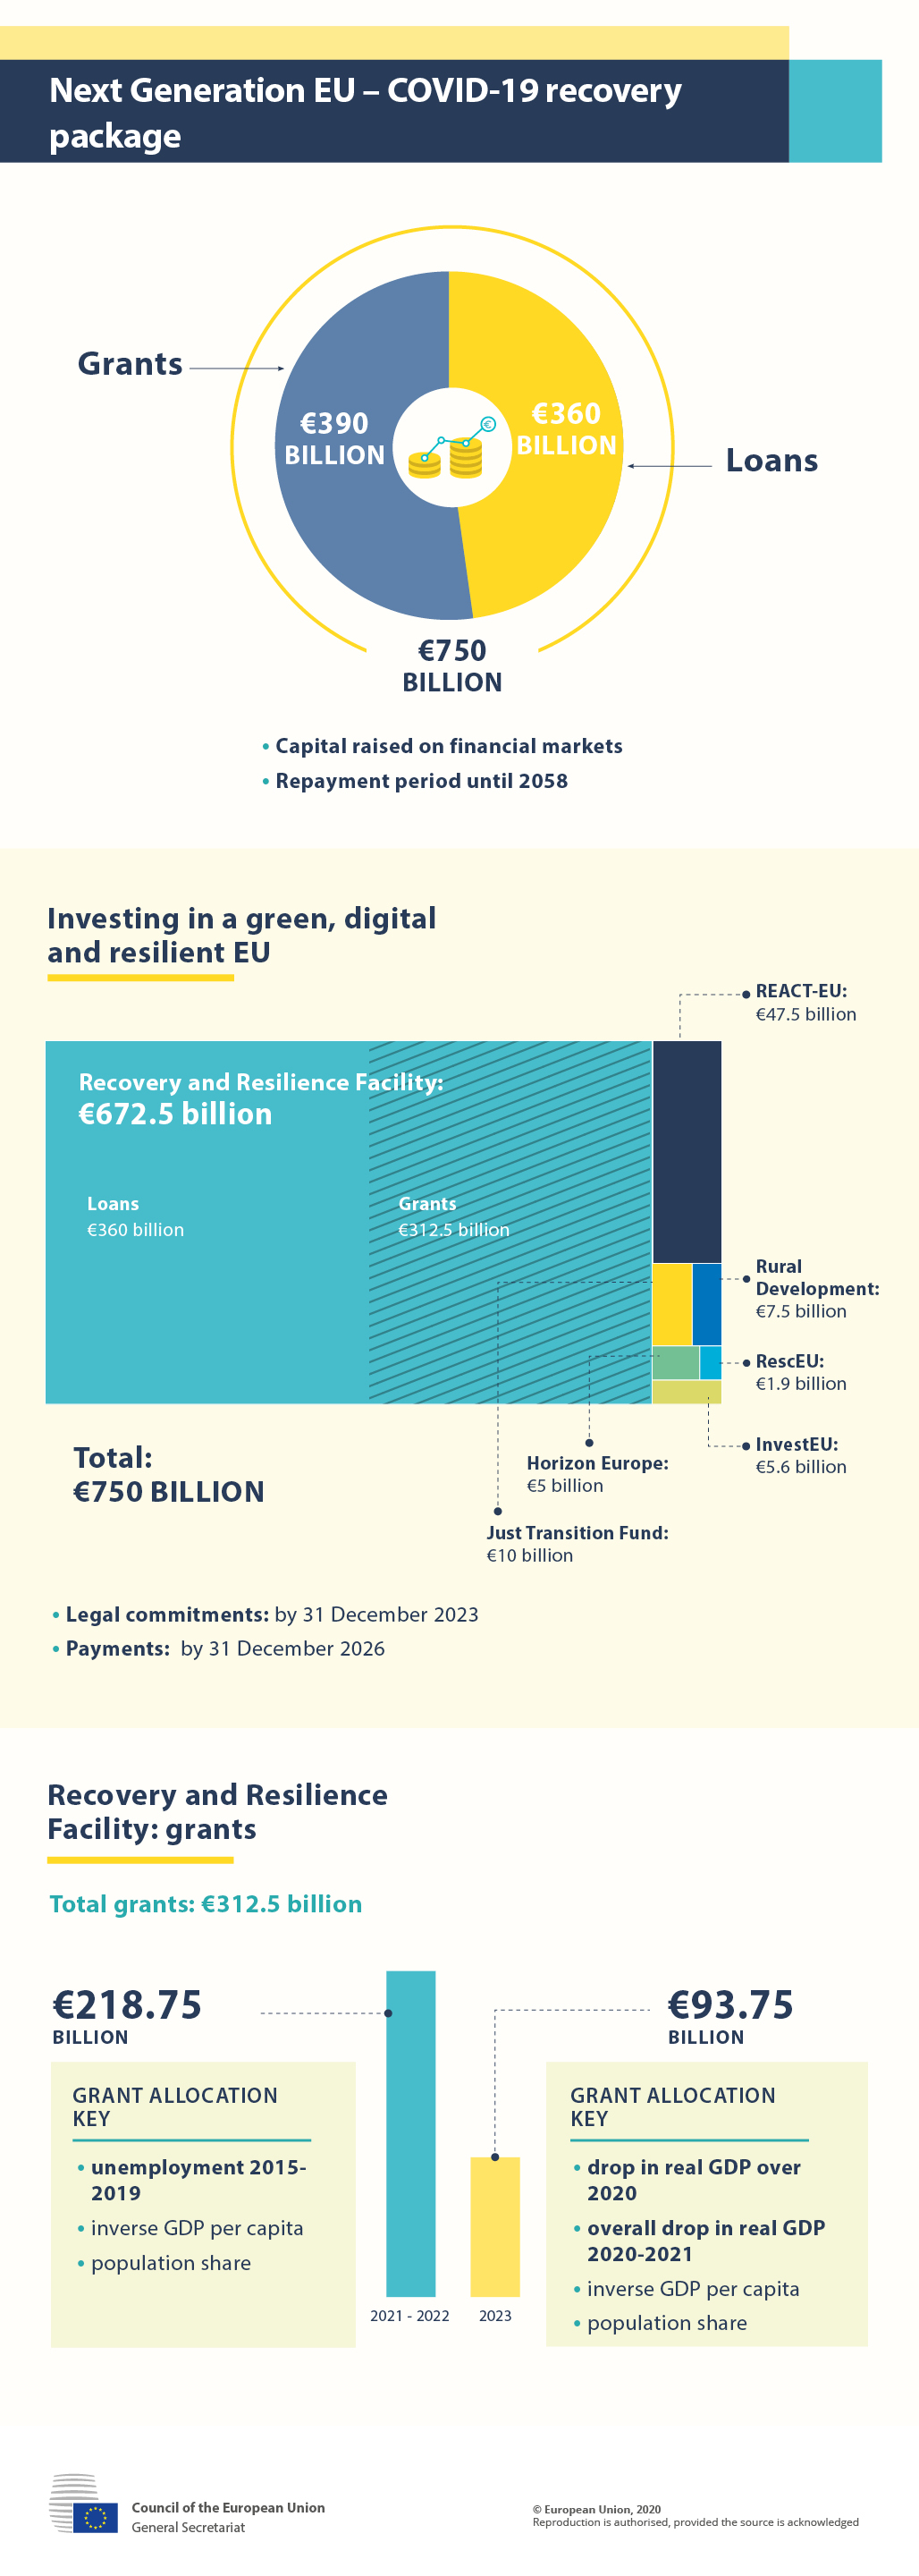 Next Generation EU – COVID-19 recovery
package
Grants
€390
BILLION
€360
BILLION
€
Loans
€750
BILLION
• Capital raised on financial markets
• Repayment period until 2058
Investing in a green, digital
and resilient EU
REACT-EU:
€47.5 billion
Recovery and Resilience Facility:
€672.5 billion
Loans
€360 billion
Grants
€312.5 billion
Rural
Development:
€7.5 billion
RescEU:
€1.9 billion
InvestEU:
€5.6 billion
Horizon Europe:
€5 billion
Just Transition Fund:
€10 billion
Total:
€750 BILLION
• Legal commitments: by 31 December 2023
• Payments: by 31 December 2026
Recovery and Resilience
Facility: grants
Total grants: €312.5 billion
€218.75
BILLION
GRANT ALLOCATION
KEY
• unemployment 2015-
2019
• inverse GDP per capita
• population share
2021 - 2022
2023
€93.75
BILLION
GRANT ALLOCATION
KEY
• drop in real GDP over
2020
• overall drop in real GDP
2020-2021
• inverse GDP per capita
• population share
Council of the European Union
General Secretariat
© European Union, 2020
Reproduction is authorised, provided the source is acknowledged